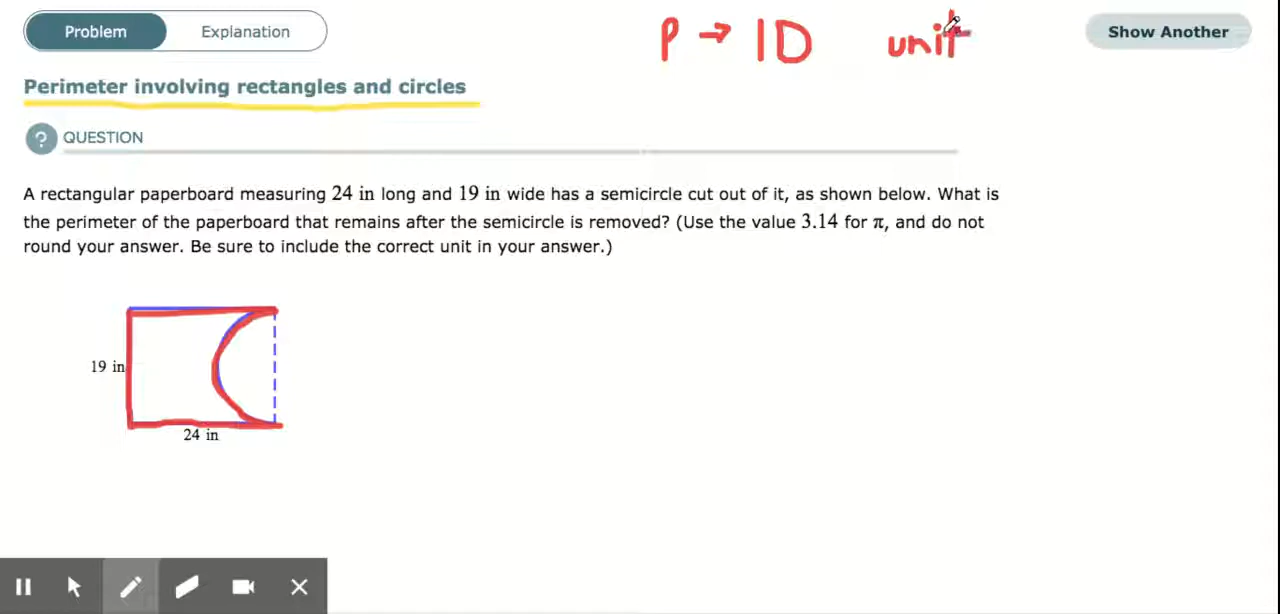 Problem Explanation P → 1D unit Show Another
Perimeter involving rectangles and circles
? QUESTION
A rectangular paperboard measuring 24 in long and 19 in wide has a semicircle cut out of it, as shown below. What is
the perimeter of the paperboard that remains after the semicircle is removed? (Use the value 3.14 for π, and do not
round your answer. Be sure to include the correct unit in your answer.)
19 in
24 in